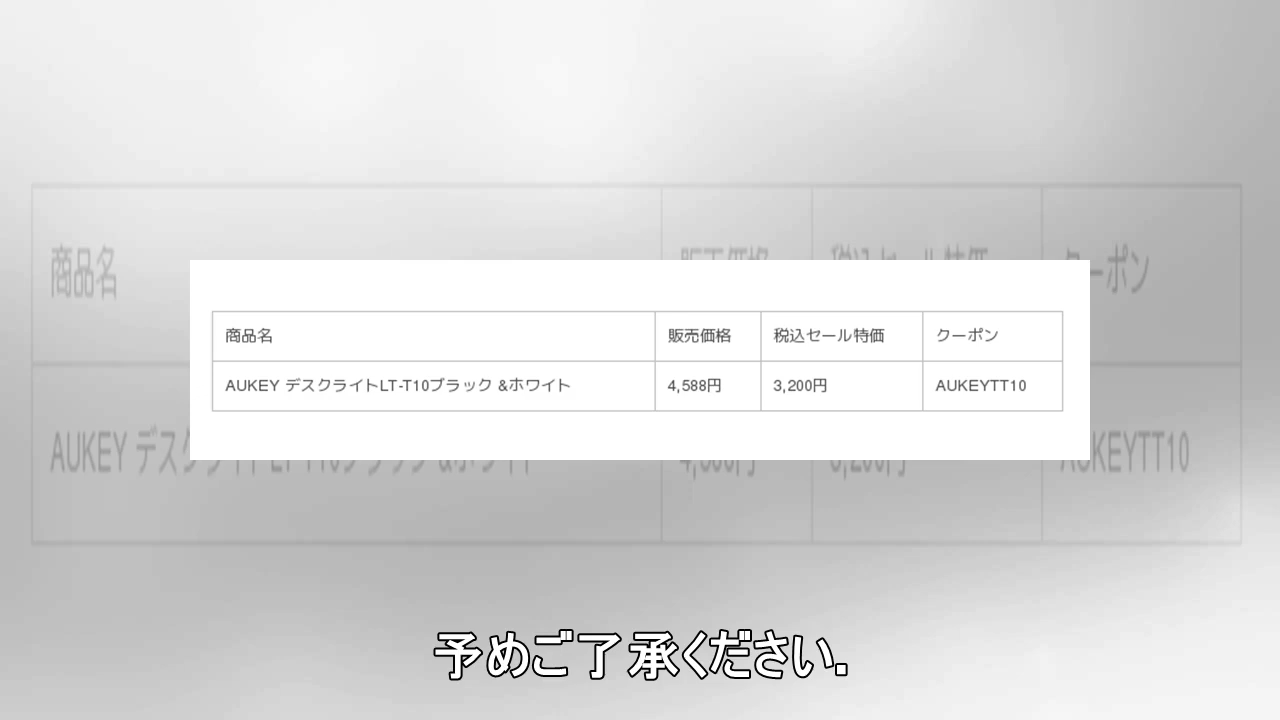 商品名 販売価格 税込セール特価 クーポン
AUKEY デスクライトLT-T10ブラック &ホワイト 4,588円 3,200円 AUKEYTT10
予めご了承ください.